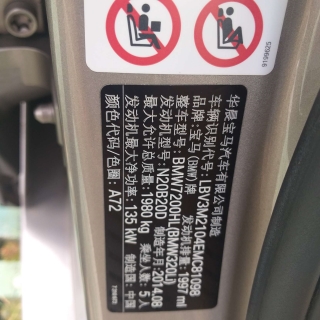 华晨宝马汽车有限公司制造
车辆识别代号：LBV3M2104EMC81098
品牌：宝马(BMW)牌 发动机排量：1997 ml
整车型号：BMW7200HL(BMW320Li)
发动机型号：N20B20D 制造年月：2014.08
最大允许总质量：1980 kg 乘坐人数：5人
发动机最大净功率：135 kW 制造国：中国
颜色代码/色圈：A72